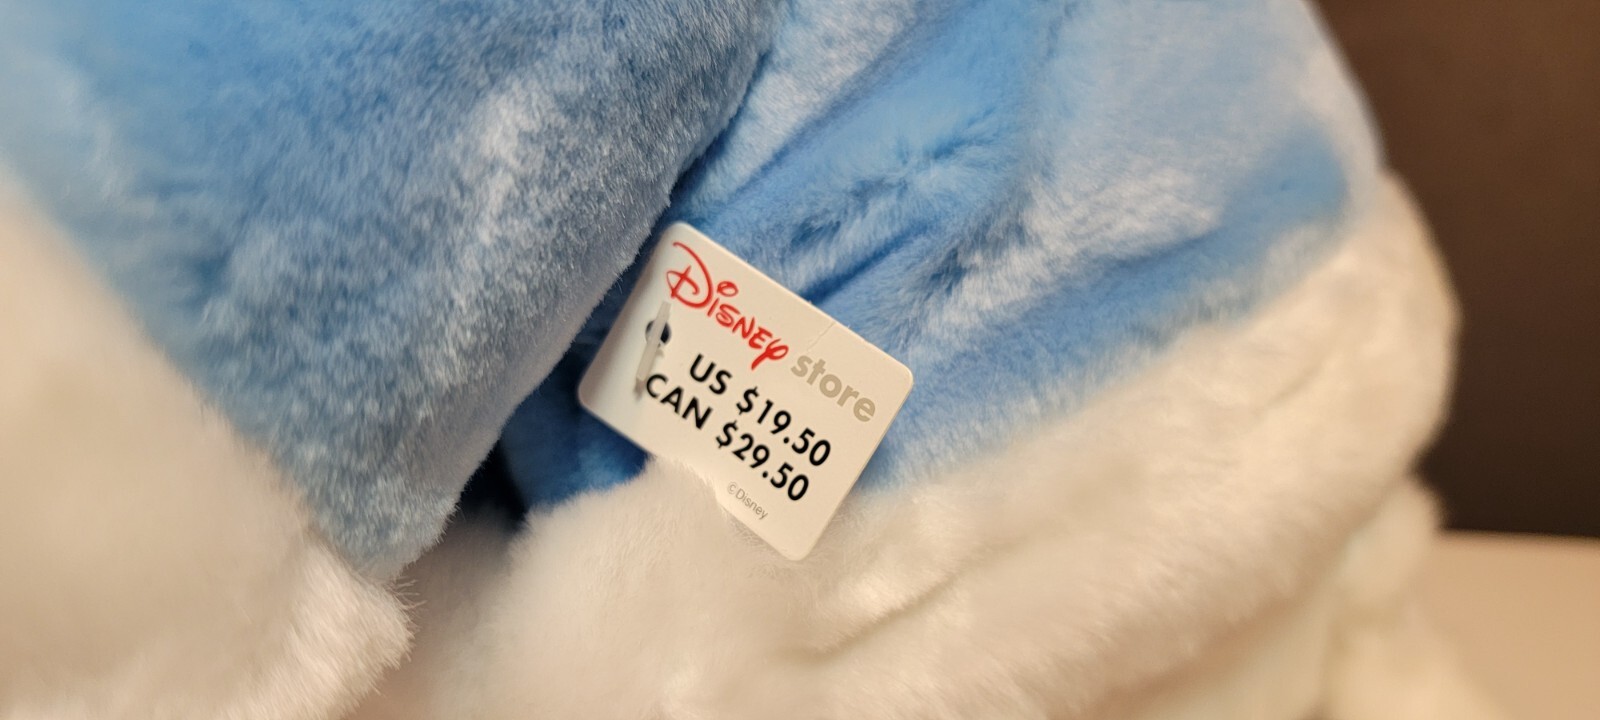 Disney store
US $19.50
CAN $29.50
©Disney